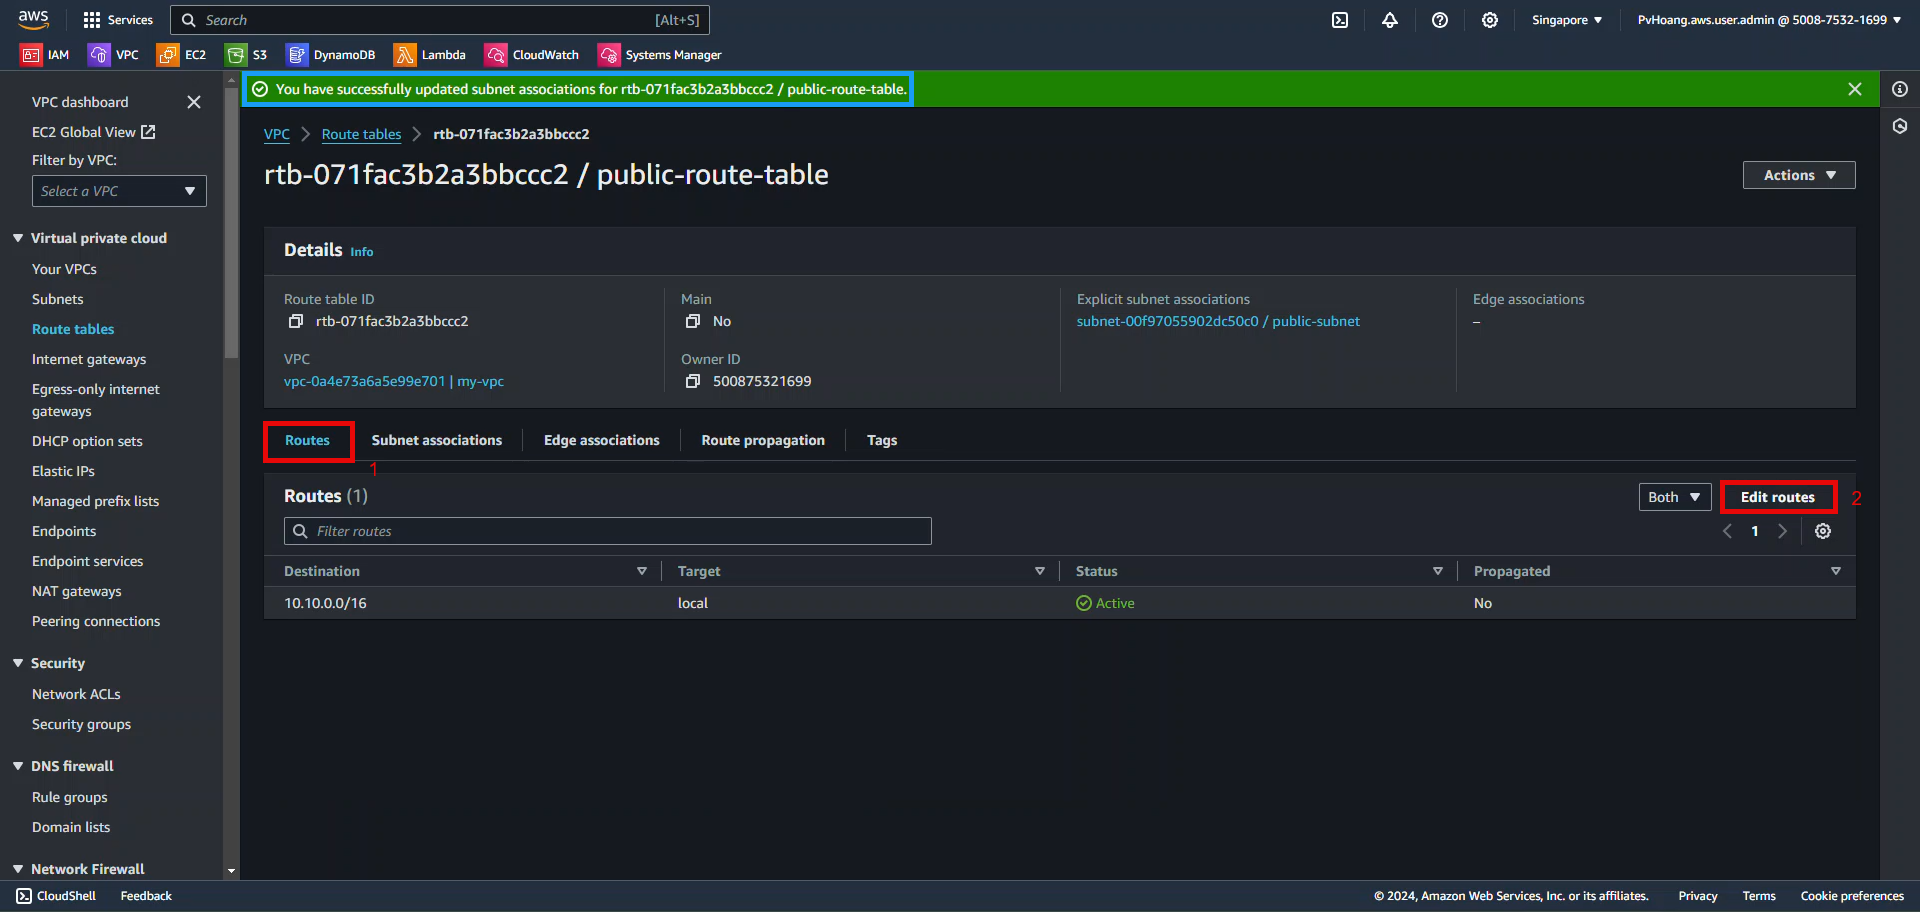 aws
Services
Search
[Alt+S]
Singapore
PvHoang.aws.user.admin @ 5008-7532-1699
IAM
VPC
EC2
S3
DynamoDB
Lambda
CloudWatch
Systems Manager
VPC dashboard
EC2 Global View
Filter by VPC:
Select a VPC
Virtual private cloud
Your VPCs
Subnets
Route tables
Internet gateways
Egress-only internet
gateways
DHCP option sets
Elastic IPs
Managed prefix lists
Endpoints
Endpoint services
NAT gateways
Peering connections
Security
Network ACLs
Security groups
DNS firewall
Rule groups
Domain lists
Network Firewall
You have successfully updated subnet associations for rtb-071fac3b2a3bbccc2 / public-route-table.
VPC
Route tables
rtb-071fac3b2a3bbccc2
rtb-071fac3b2a3bbccc2 / public-route-table
Actions
Details Info
Route table ID
rtb-071fac3b2a3bbccc2
Main
No
Explicit subnet associations
subnet-00f97055902dc50c0 / public-subnet
Edge associations
–
VPC
vpc-0a4e73a6a5e99e701 | my-vpc
Owner ID
500875321699
Routes
Subnet associations
Edge associations
Route propagation
Tags
1
Routes (1)
Both
Edit routes
2
Filter routes
1
Destination
Target
Status
Propagated
10.10.0.0/16
local
Active
No
CloudShell
Feedback
© 2024, Amazon Web Services, Inc. or its affiliates.
Privacy
Terms
Cookie preferences